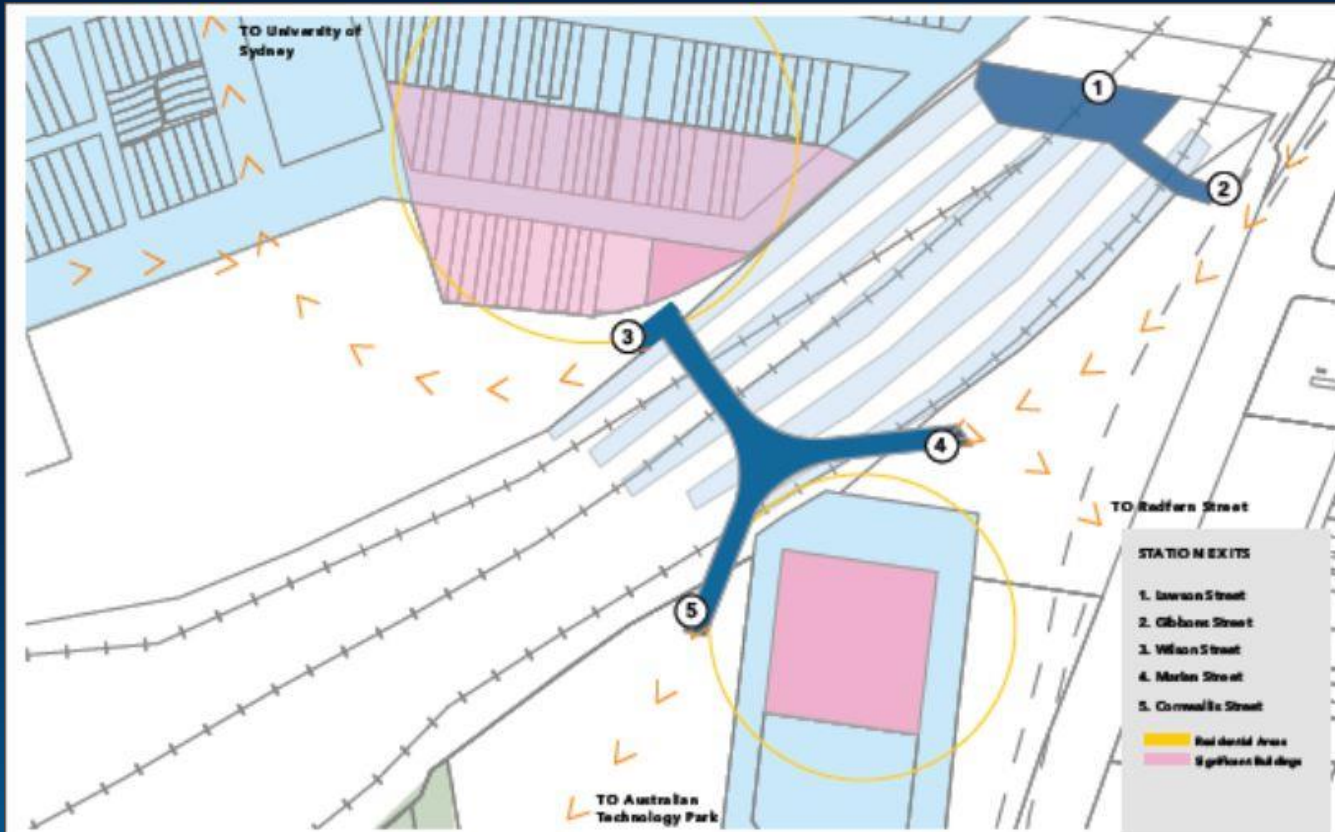 TO University of
Sydney
1
2
3
4
5
TO Redfern Street
STATION EXITS
1. Lawson Street
2. Gibbons Street
3. Wilson Street
4. Marian Street
5. Cornwallis Street
Residential Areas
Significant Buildings
TO Australian
Technology Park